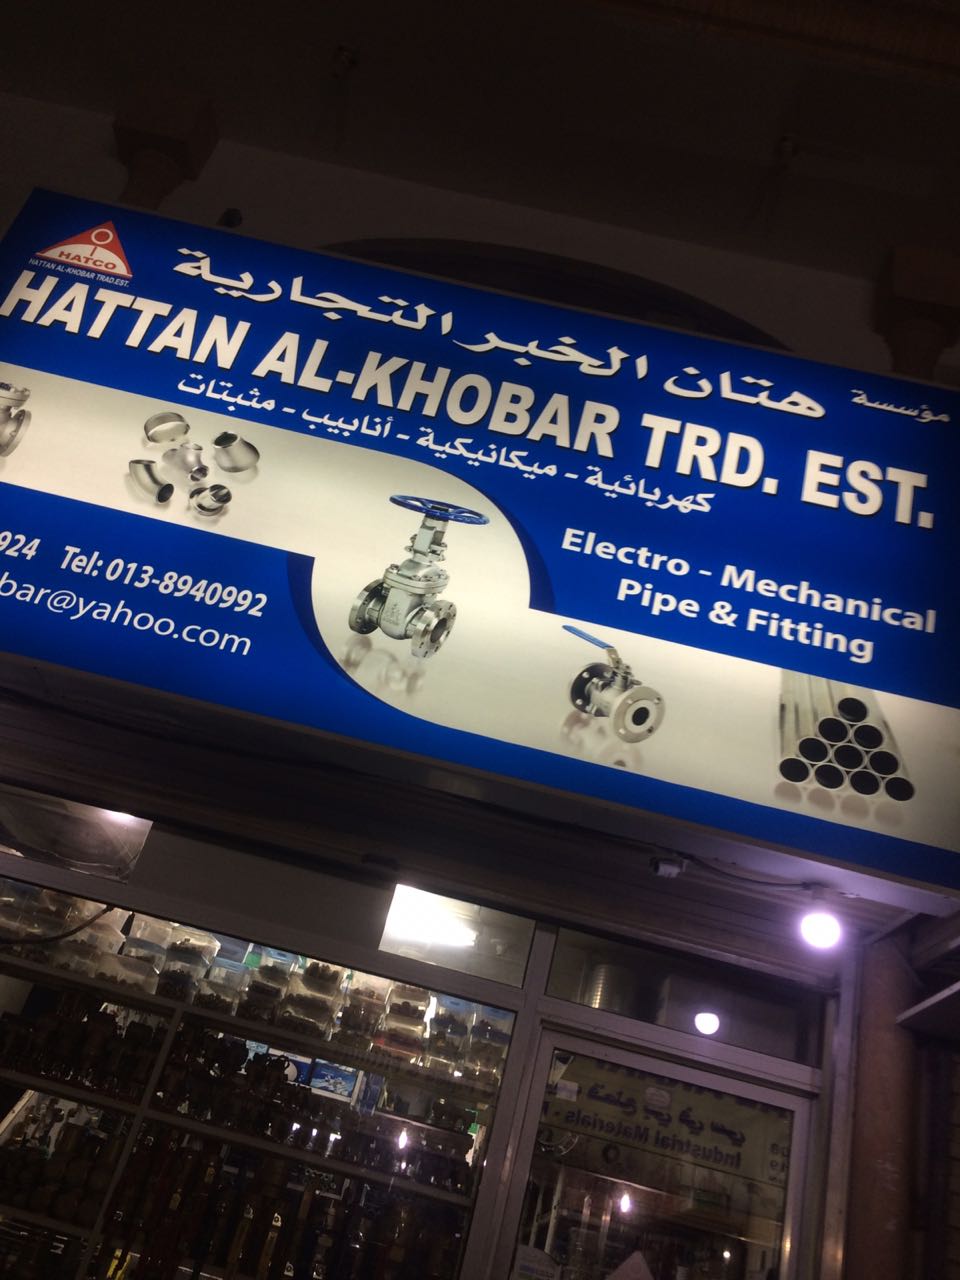 HATCO
HATTAN AL-KHOBAR TRAD.EST.
مؤسسة هتان الخبر التجارية
HATTAN AL-KHOBAR TRD. EST.
كهربائية - ميكانيكية - أنابيب - مثبتات
Electro - Mechanical
Pipe & Fitting
924 Tel: 013-8940992
bar@yahoo.com
Industrial Materials